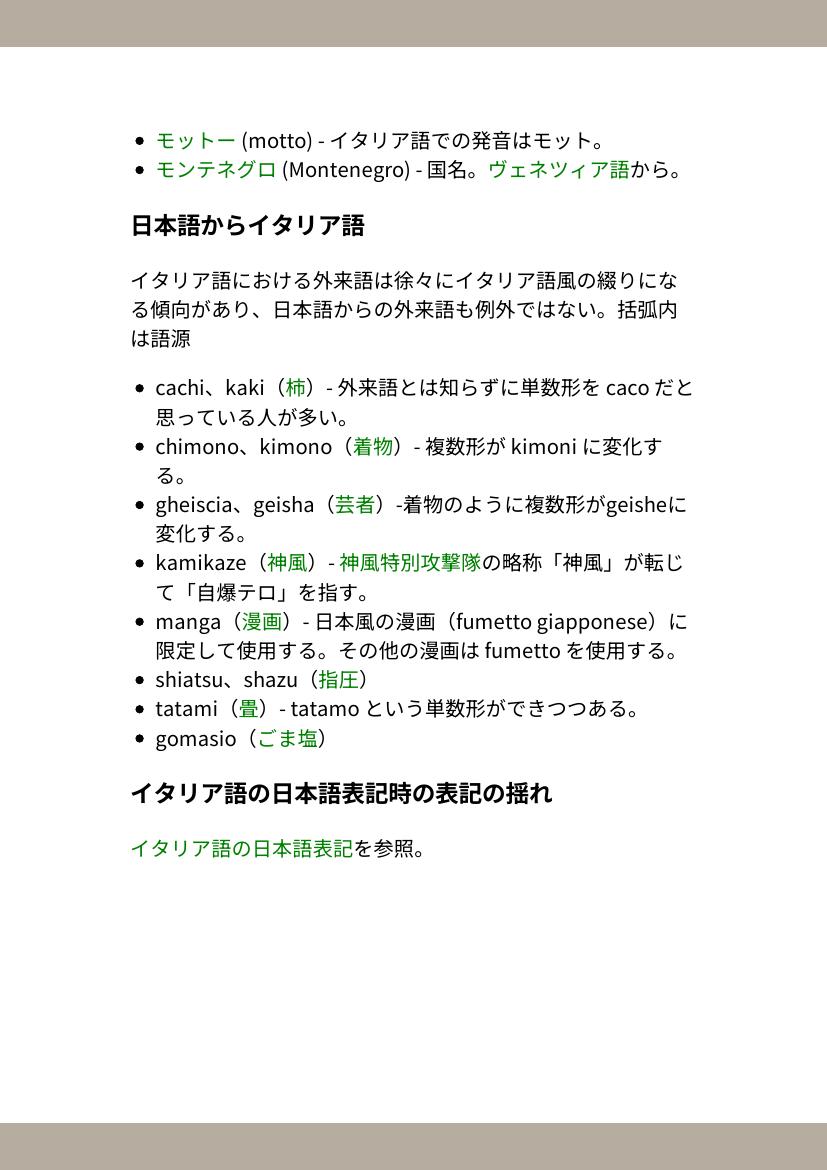 • モットー (motto) - イタリア語での発音はモット。
• モンテネグロ (Montenegro) - 国名。ヴェネツィア語から。
日本語からイタリア語
イタリア語における外来語は徐々にイタリア語風の綴りにな
る傾向があり、日本語からの外来語も例外ではない。括弧内
は語源
• cachi、kaki（柿）- 外来語とは知らずに単数形を caco だと
思っている人が多い。
• chimono、kimono（着物）- 複数形が kimoni に変化す
る。
• gheiscia、geisha（芸者）-着物のように複数形がgeisheに
変化する。
• kamikaze（神風）- 神風特別攻撃隊の略称「神風」が転じ
て「自爆テロ」を指す。
• manga（漫画）- 日本風の漫画（fumetto giapponese）に
限定して使用する。その他の漫画は fumetto を使用する。
• shiatsu、shazu（指圧）
• tatami（畳）- tatamo という単数形ができつつある。
• gomasio（ごま塩）
イタリア語の日本語表記時の表記の揺れ
イタリア語の日本語表記を参照。